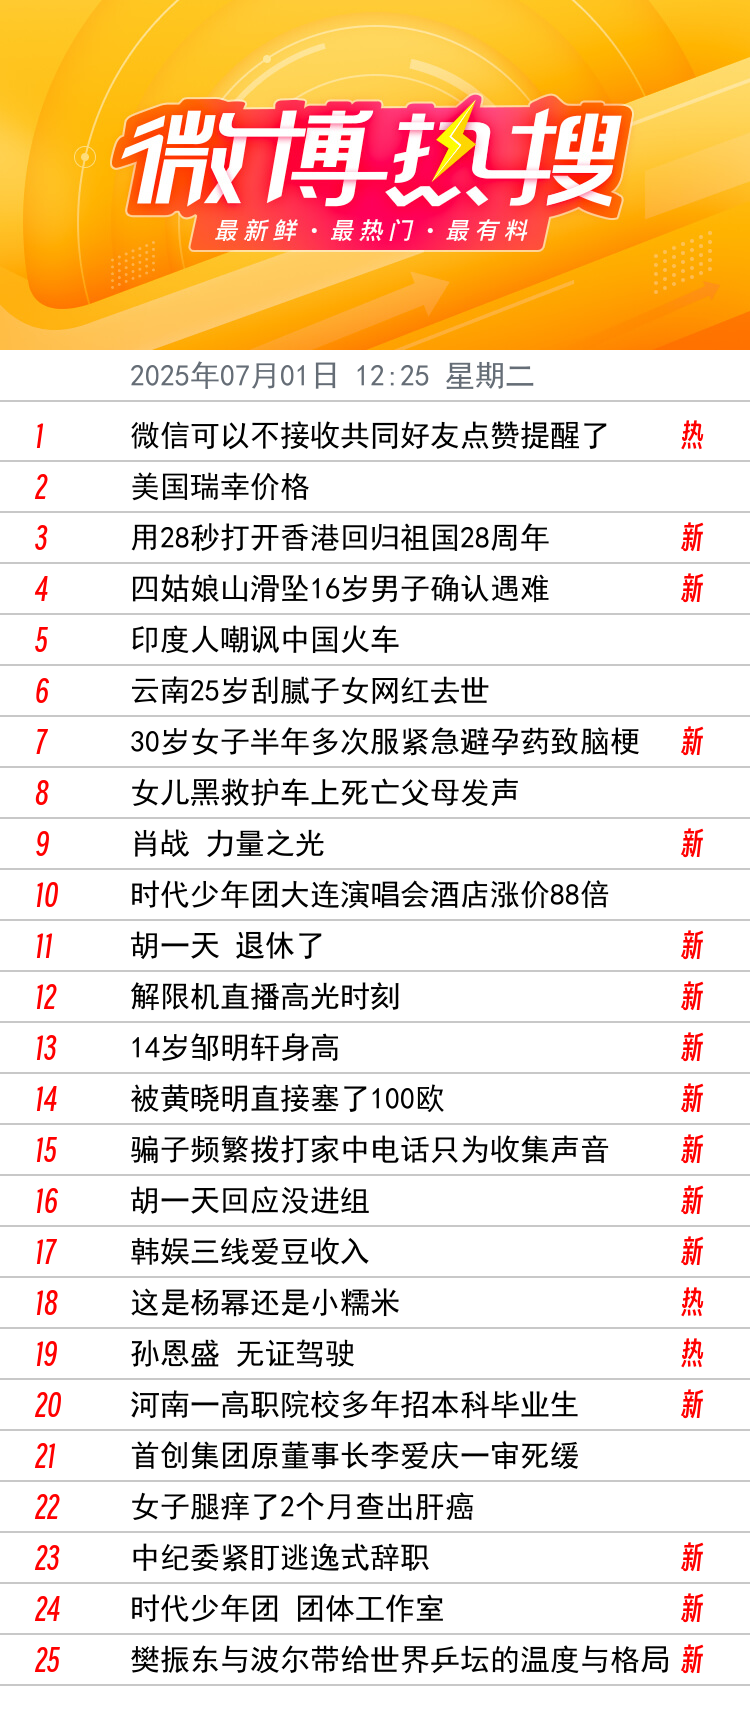 微博热搜
最新鲜·最热门·最有料
2025年07月01日 12:25 星期二
1 微信可以不接收共同好友点赞提醒了 热
2 美国瑞幸价格
3 用28秒打开香港回归祖国28周年 新
4 四姑娘山滑坠16岁男子确认遇难 新
5 印度人嘲讽中国火车
6 云南25岁刮腻子女网红去世
7 30岁女子半年多次服紧急避孕药致脑梗 新
8 女儿黑救护车上死亡父母发声
9 肖战 力量之光 新
10 时代少年团大连演唱会酒店涨价88倍
11 胡一天 退休了 新
12 解限机直播高光时刻 新
13 14岁邹明轩身高 新
14 被黄晓明直接塞了100欧 新
15 骗子频繁拨打家中电话只为收集声音 新
16 胡一天回应没进组 新
17 韩娱三线爱豆收入 新
18 这是杨幂还是小糯米 热
19 孙恩盛 无证驾驶 热
20 河南一高职院校多年招本科毕业生 新
21 首创集团原董事长李爱庆一审死缓
22 女子腿痒了2个月查出肝癌
23 中纪委紧盯逃逸式辞职 新
24 时代少年团 团体工作室 新
25 樊振东与波尔带给世界乒坛的温度与格局 新